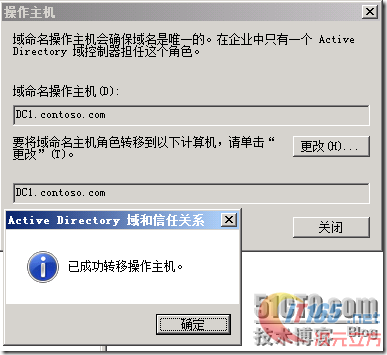 操作主机
域命名操作主机会确保域名是唯一的。在企业中只有一个 Active
Directory 域控制器担任这个角色。
域命名操作主机(D):
DC1.contoso.com
要将域命名主机角色转移到以下计算机，请单击“
更改”(T)。
更改(H)...
DC1.contoso.com
关闭
Active Directory 域和信任关系
已成功转移操作主机。
确定
51CTO.com
技术博客 Blog